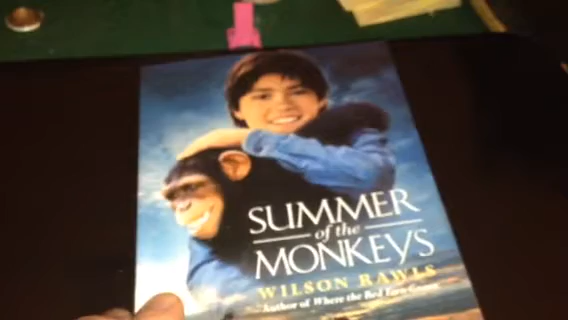 SUMMER
of the
MONKEYS
WILSON RAWLS
Author of Where the Red Fern Grows